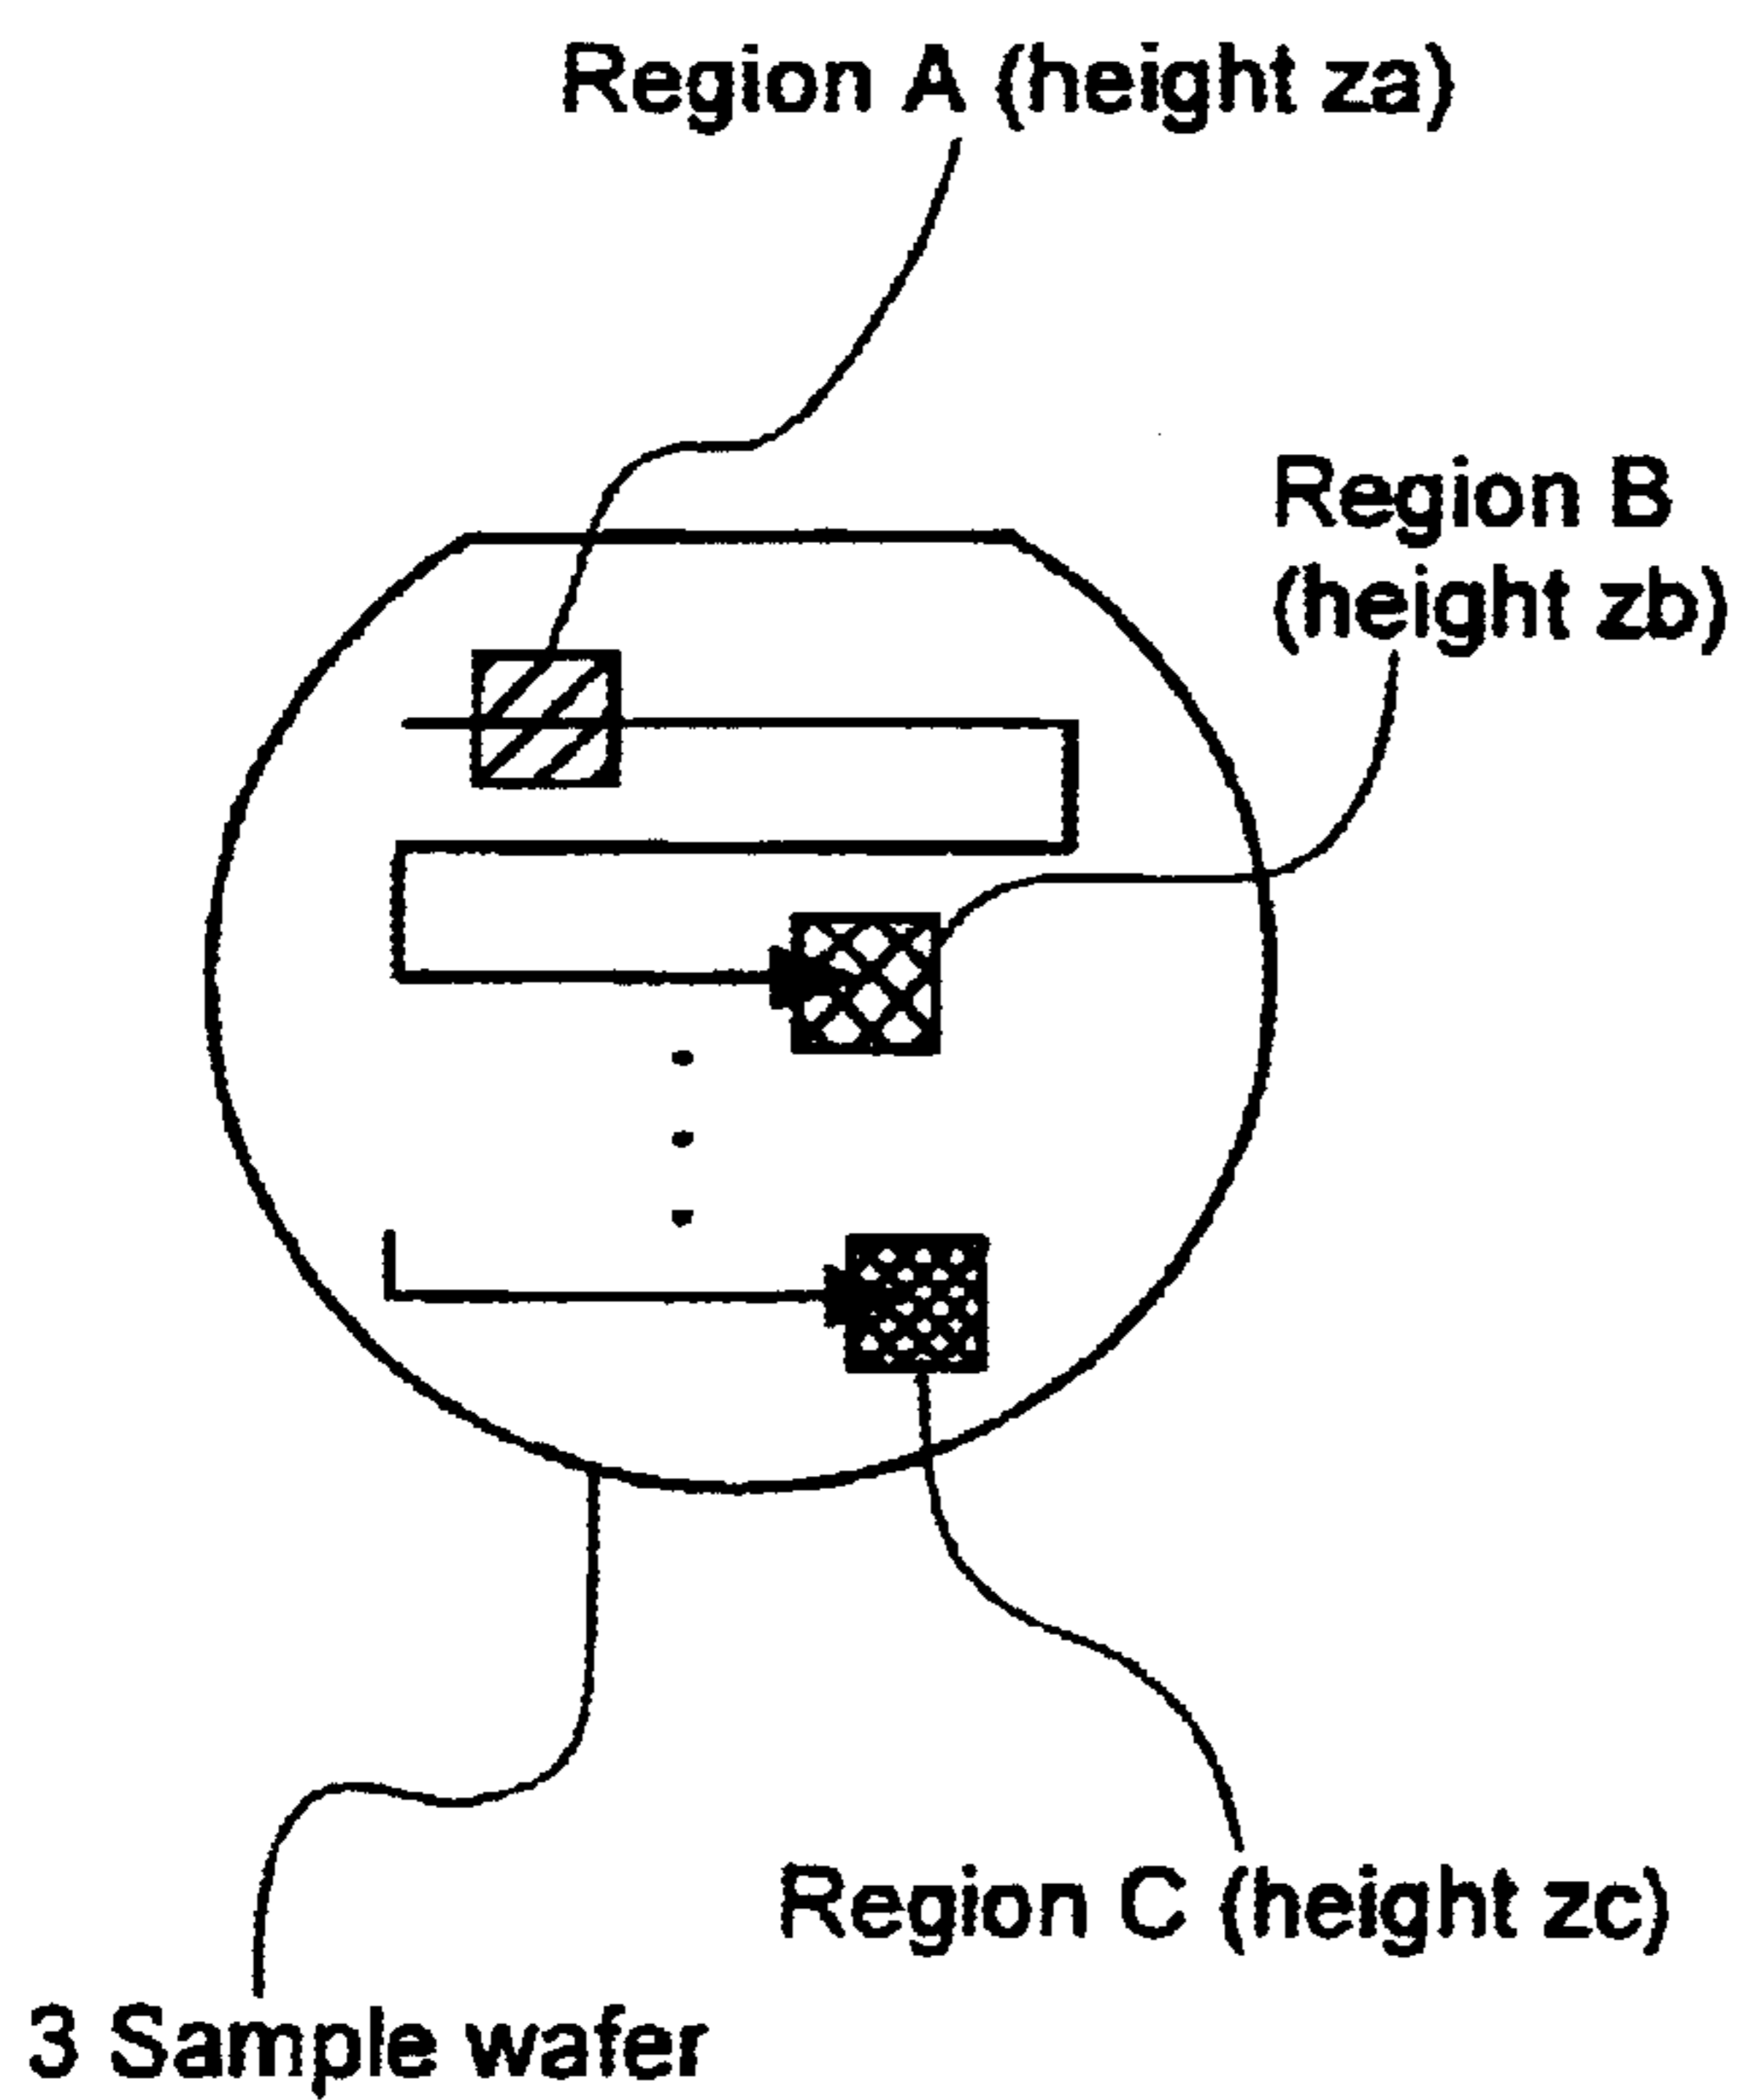 Region A (height za)
Region B
(height zb)
Region C (height zc)
3 Sample wafer